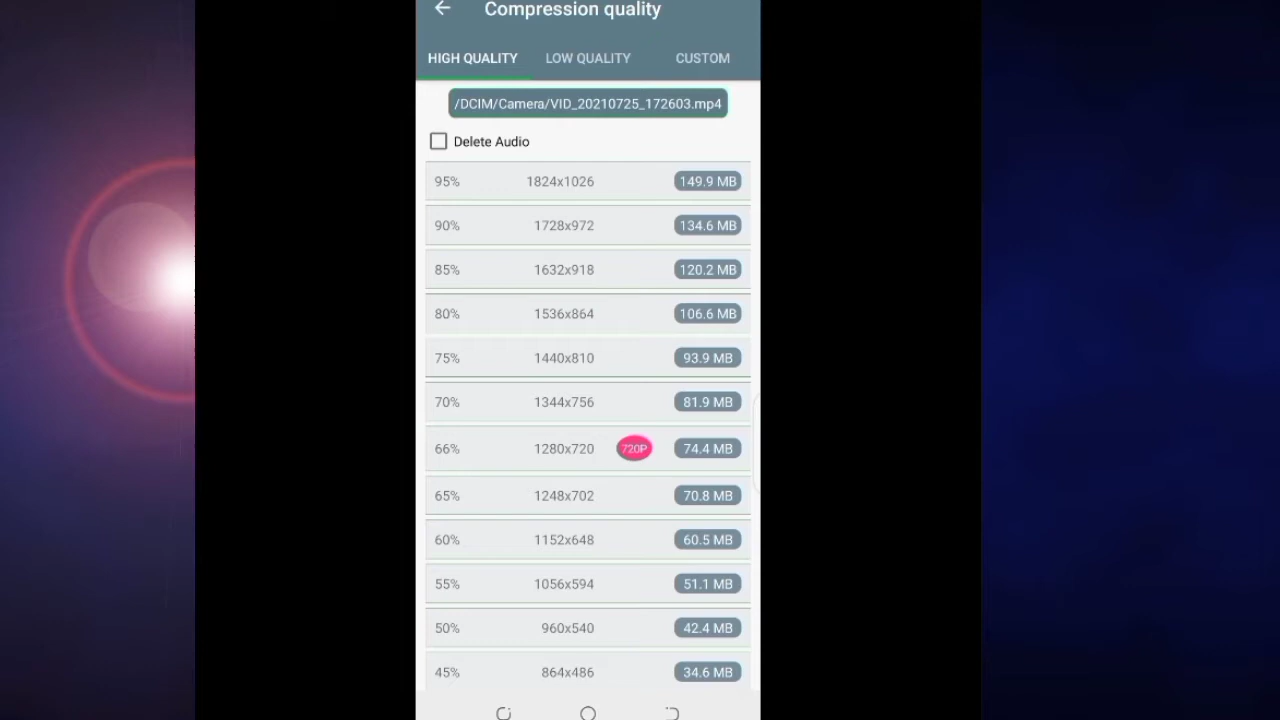 Compression quality
HIGH QUALITY LOW QUALITY CUSTOM
/DCIM/Camera/VID_20210725_172603.mp4
Delete Audio
95% 1824x1026 149.9 MB
90% 1728x972 134.6 MB
85% 1632x918 120.2 MB
80% 1536x864 106.6 MB
75% 1440x810 93.9 MB
70% 1344x756 81.9 MB
66% 1280x720 720P 74.4 MB
65% 1248x702 70.8 MB
60% 1152x648 60.5 MB
55% 1056x594 51.1 MB
50% 960x540 42.4 MB
45% 864x486 34.6 MB